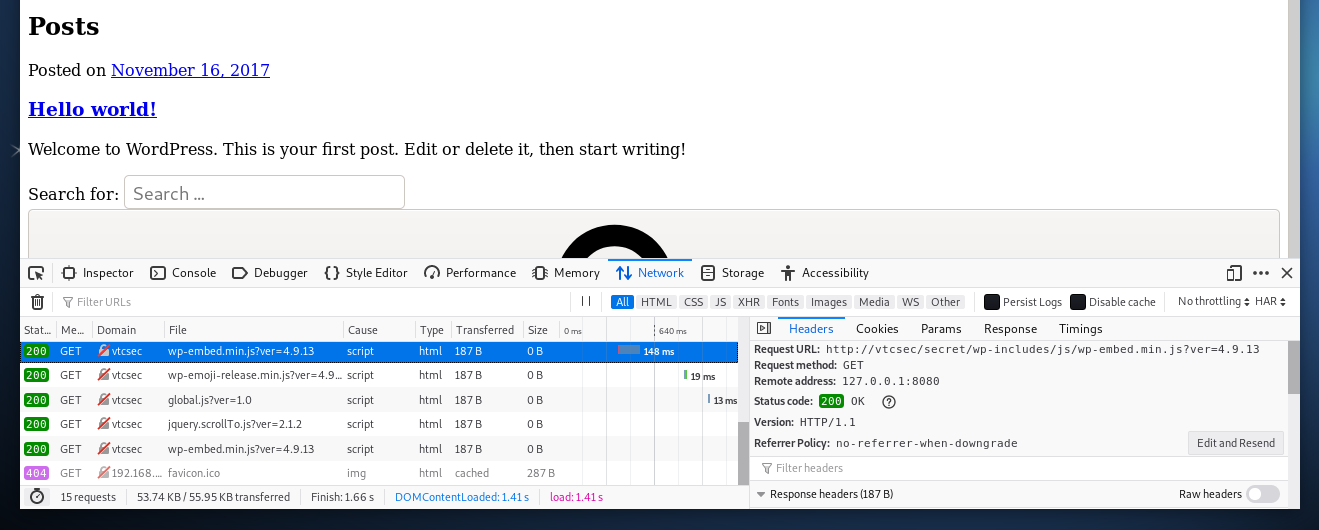 Posts
Posted on November 16, 2017
Hello world!
Welcome to WordPress. This is your first post. Edit or delete it, then start writing!
Search for: Search ...
Inspector Console Debugger Style Editor Performance Memory Network Storage Accessibility
Filter URLs All HTML CSS JS XHR Fonts Images Media WS Other Persist Logs Disable cache No throttling HAR
Stat... Me... Domain File Cause Type Transferred Size 0 ms 640 ms
200 GET vtcsec wp-embed.min.js?ver=4.9.13 script html 187 B 0 B 148 ms
200 GET vtcsec wp-emoji-release.min.js?ver=4.9... script html 187 B 0 B 19 ms
200 GET vtcsec global.js?ver=1.0 script html 187 B 0 B 13 ms
200 GET vtcsec jquery.scrollTo.js?ver=2.1.2 script html 187 B 0 B
200 GET vtcsec wp-embed.min.js?ver=4.9.13 script html 187 B 0 B
404 GET 192.168.... favicon.ico img html cached 287 B
15 requests 53.74 KB / 55.95 KB transferred Finish: 1.66 s DOMContentLoaded: 1.41 s load: 1.41 s
Headers Cookies Params Response Timings
Request URL: http://vtcsec/secret/wp-includes/js/wp-embed.min.js?ver=4.9.13
Request method: GET
Remote address: 127.0.0.1:8080
Status code: 200 OK ?
Version: HTTP/1.1
Referrer Policy: no-referrer-when-downgrade Edit and Resend
Filter headers
Response headers (187 B) Raw headers